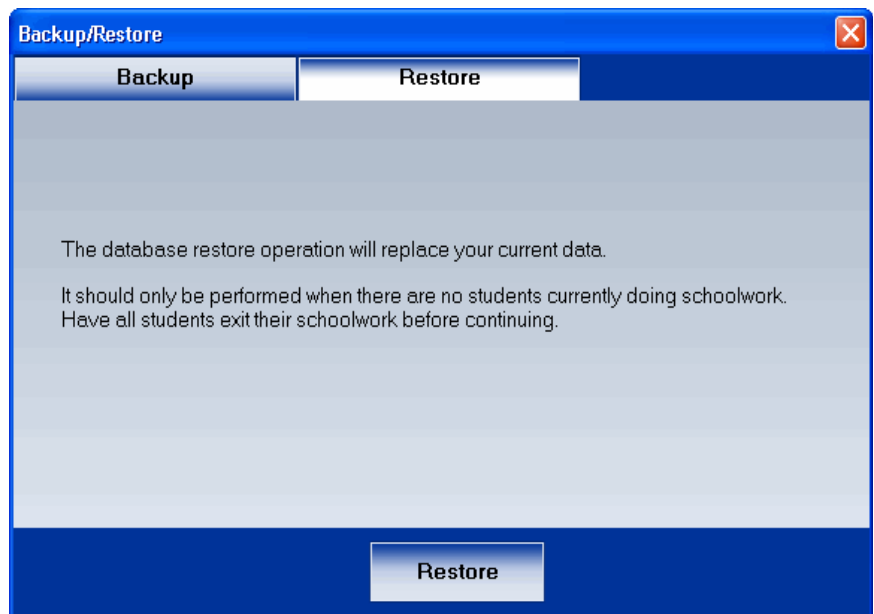 Backup/Restore
Backup
Restore
The database restore operation will replace your current data.
It should only be performed when there are no students currently doing schoolwork.
Have all students exit their schoolwork before continuing.
Restore